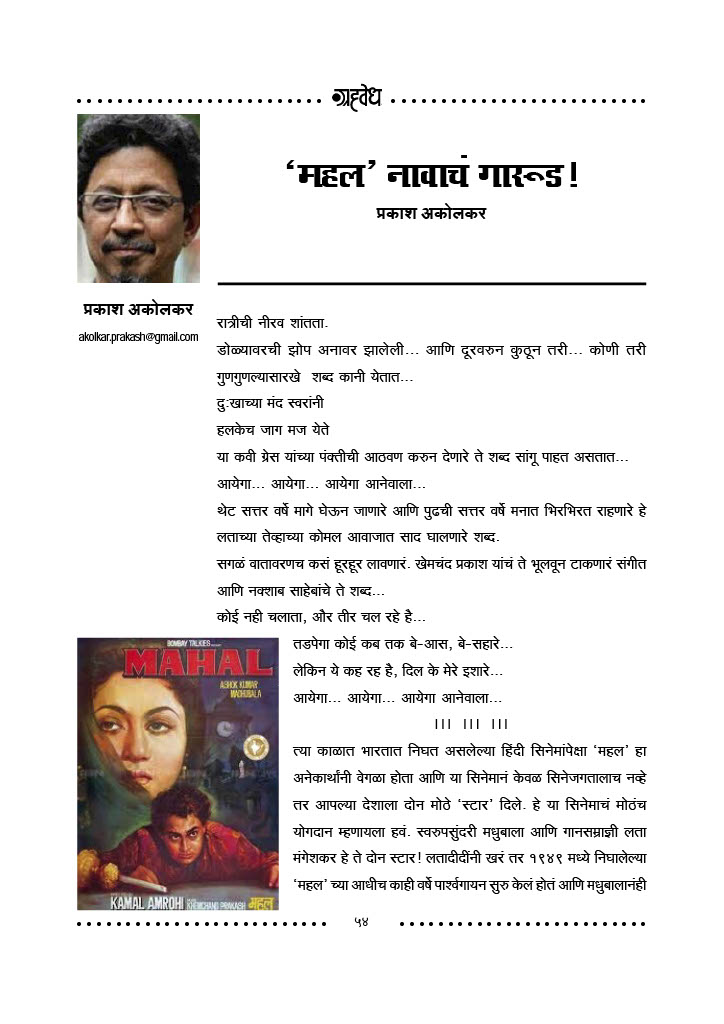 ग्रहवेध
'महल' नावाचं गारूड!
प्रकाश अकोलकर
प्रकाश अकोलकर
akolkar.prakash@gmail.com
रात्रीची नीरव शांतता.
डोळ्यावरची झोप अनावर झालेली... आणि दूरवरुन कुठून तरी... कोणी तरी
गुणगुणल्यासारखे शब्द कानी येतात...
दु:खाच्या मंद स्वरांनी
हलकेच जाग मज येते
या कवी ग्रेस यांच्या पंक्तीची आठवण करुन देणारे ते शब्द सांगू पाहत असतात...
आयेगा... आयेगा... आयेगा आनेवाला...
थेट सत्तर वर्षे मागे घेऊन जाणारे आणि पुढची सत्तर वर्षे मनात भिरभिरत राहणारे हे
लताच्या तेव्हाच्या कोमल आवाजात साद घालणारे शब्द.
सगळं वातावरणच कसं हूरहूर लावणारं. खेमचंद प्रकाश यांचं ते भूलवून टाकणारं संगीत
आणि नक्शाब साहेबांचे ते शब्द...
कोई नही चलाता, और तीर चल रहे है...
तडपेगा कोई कब तक बे-आस, बे-सहारे...
लेकिन ये कह रह है, दिल के मेरे इशारे...
आयेगा... आयेगा... आयेगा आनेवाला...
।।। ।।। ।।।
त्या काळात भारतात निघत असलेल्या हिंदी सिनेमांपेक्षा 'महल' हा
अनेकार्थांनी वेगळा होता आणि या सिनेमानं केवळ सिनेजगतालाच नव्हे
तर आपल्या देशाला दोन मोठे 'स्टार' दिले. हे या सिनेमाचं मोठंच
योगदान म्हणायला हवं. स्वरुपसुंदरी मधुबाला आणि गानसम्राज्ञी लता
मंगेशकर हे ते दोन स्टार! लतादीदींनी खरं तर १९४९ मध्ये निघालेल्या
'महल' च्या आधीच काही वर्षे पार्श्वगायन सुरु केलं होतं आणि मधुबालानंही
BOMBAY TALKIES
MAHAL
ASHOK KUMAR
MADHUBALA
KAMAL AMROHI
KHEMCHAND PRAKASH
महल
५४